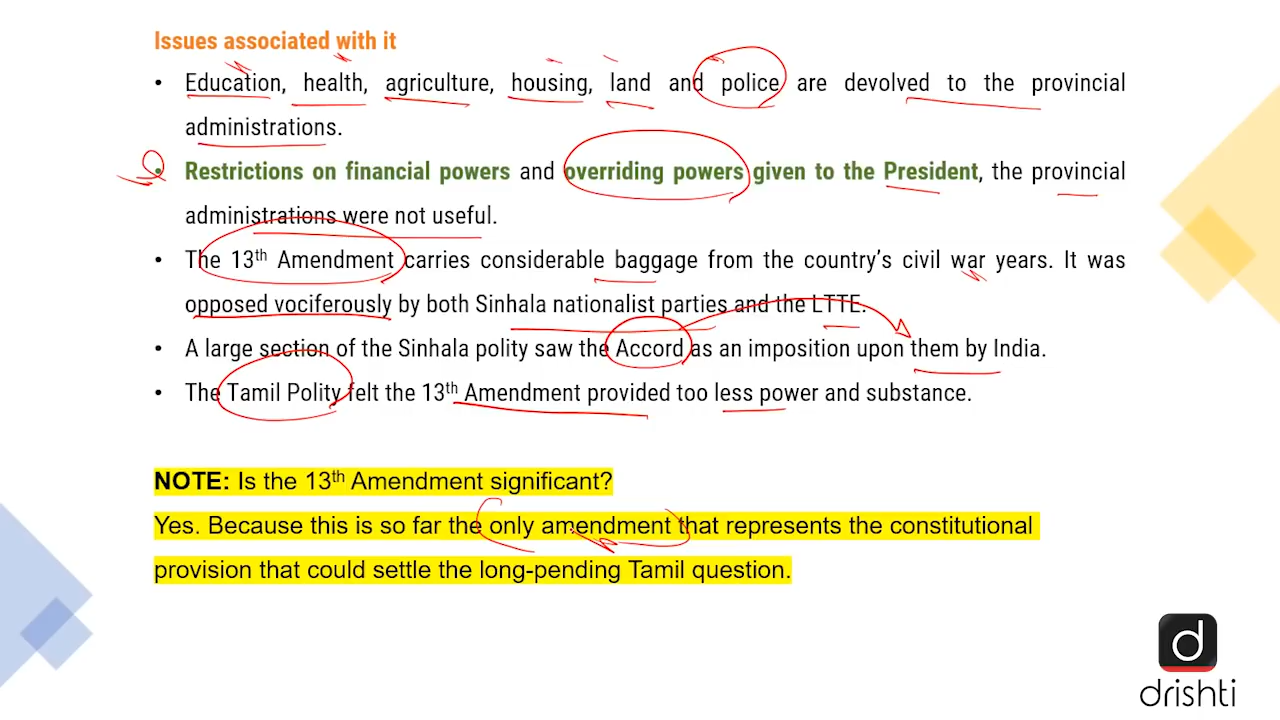 Issues associated with it
• Education, health, agriculture, housing, land and police are devolved to the provincial
administrations.
• Restrictions on financial powers and overriding powers given to the President, the provincial
administrations were not useful.
• The 13th Amendment carries considerable baggage from the country's civil war years. It was
opposed vociferously by both Sinhala nationalist parties and the LTTE.
• A large section of the Sinhala polity saw the Accord as an imposition upon them by India.
• The Tamil Polity felt the 13th Amendment provided too less power and substance.
NOTE: Is the 13th Amendment significant?
Yes. Because this is so far the only amendment that represents the constitutional
provision that could settle the long-pending Tamil question.
d
drishti